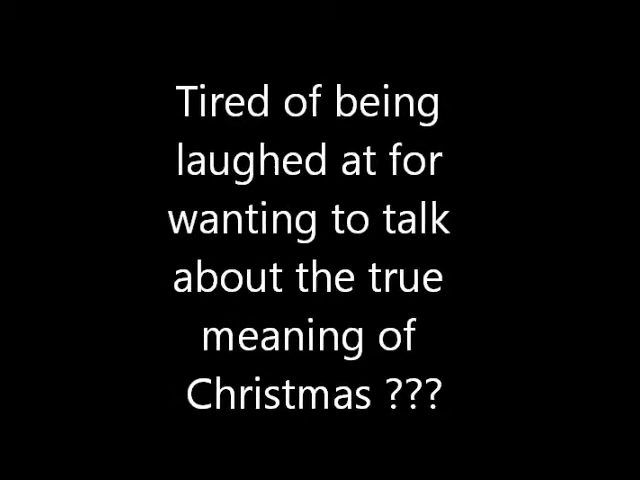 Tired of being
laughed at for
wanting to talk
about the true
meaning of
Christmas ???